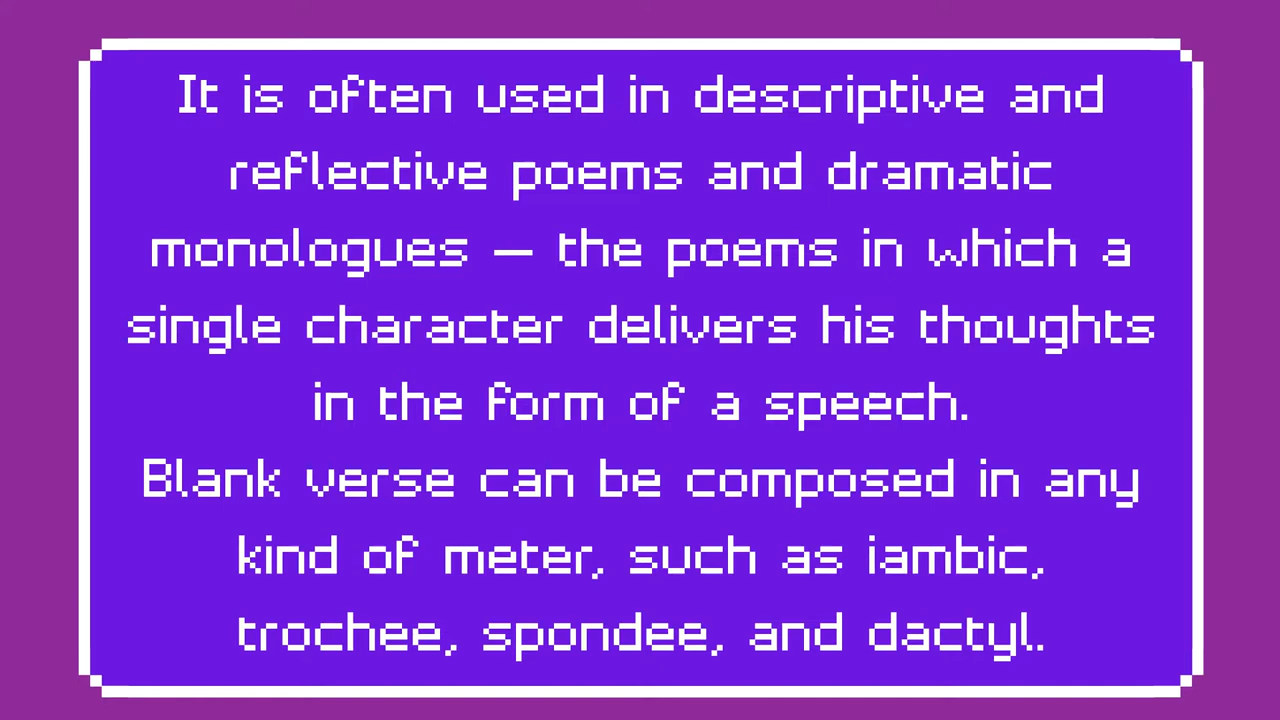 It is often used in descriptive and
reflective poems and dramatic
monologues — the poems in which a
single character delivers his thoughts
in the form of a speech.
Blank verse can be composed in any
kind of meter, such as iambic,
trochee, spondee, and dactyl.